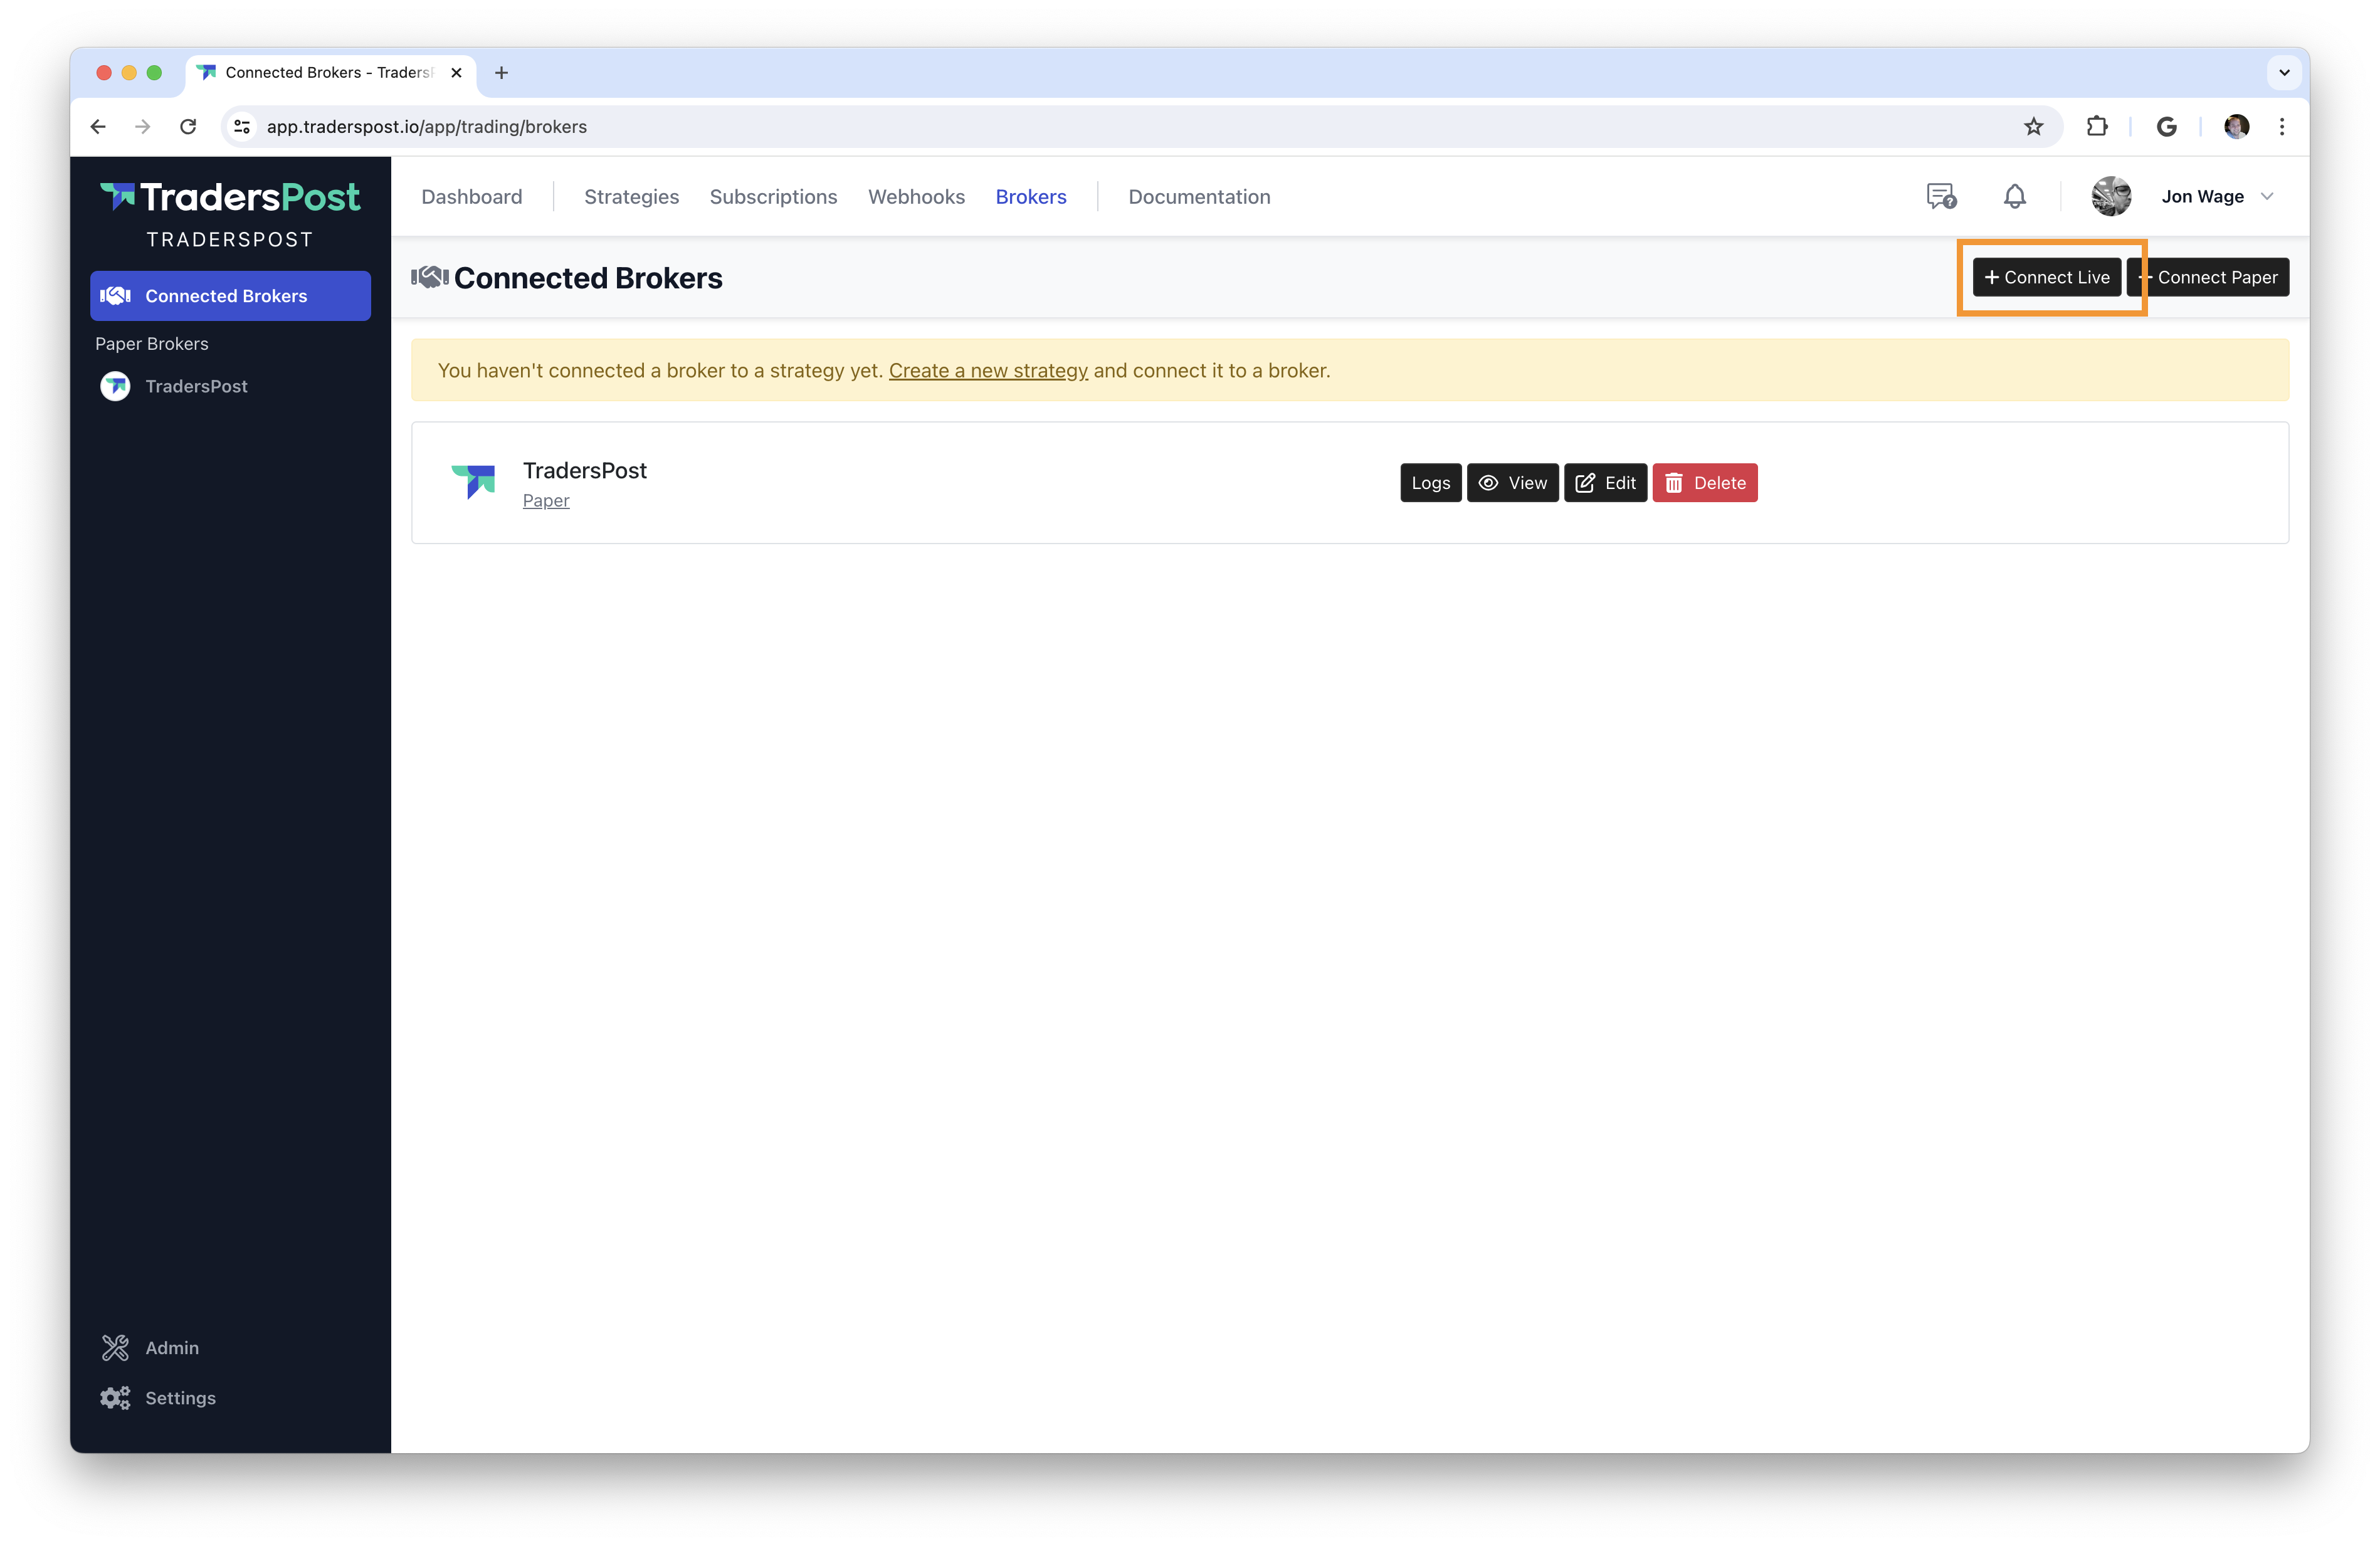 Connected Brokers - Traders
app.traderspost.io/app/trading/brokers
TradersPost
TRADERSPOST
Dashboard
Strategies
Subscriptions
Webhooks
Brokers
Documentation
Jon Wage
Connected Brokers
Paper Brokers
TradersPost
Admin
Settings
Connected Brokers
+ Connect Live
+ Connect Paper
You haven't connected a broker to a strategy yet. Create a new strategy and connect it to a broker.
TradersPost
Paper
Logs
View
Edit
Delete